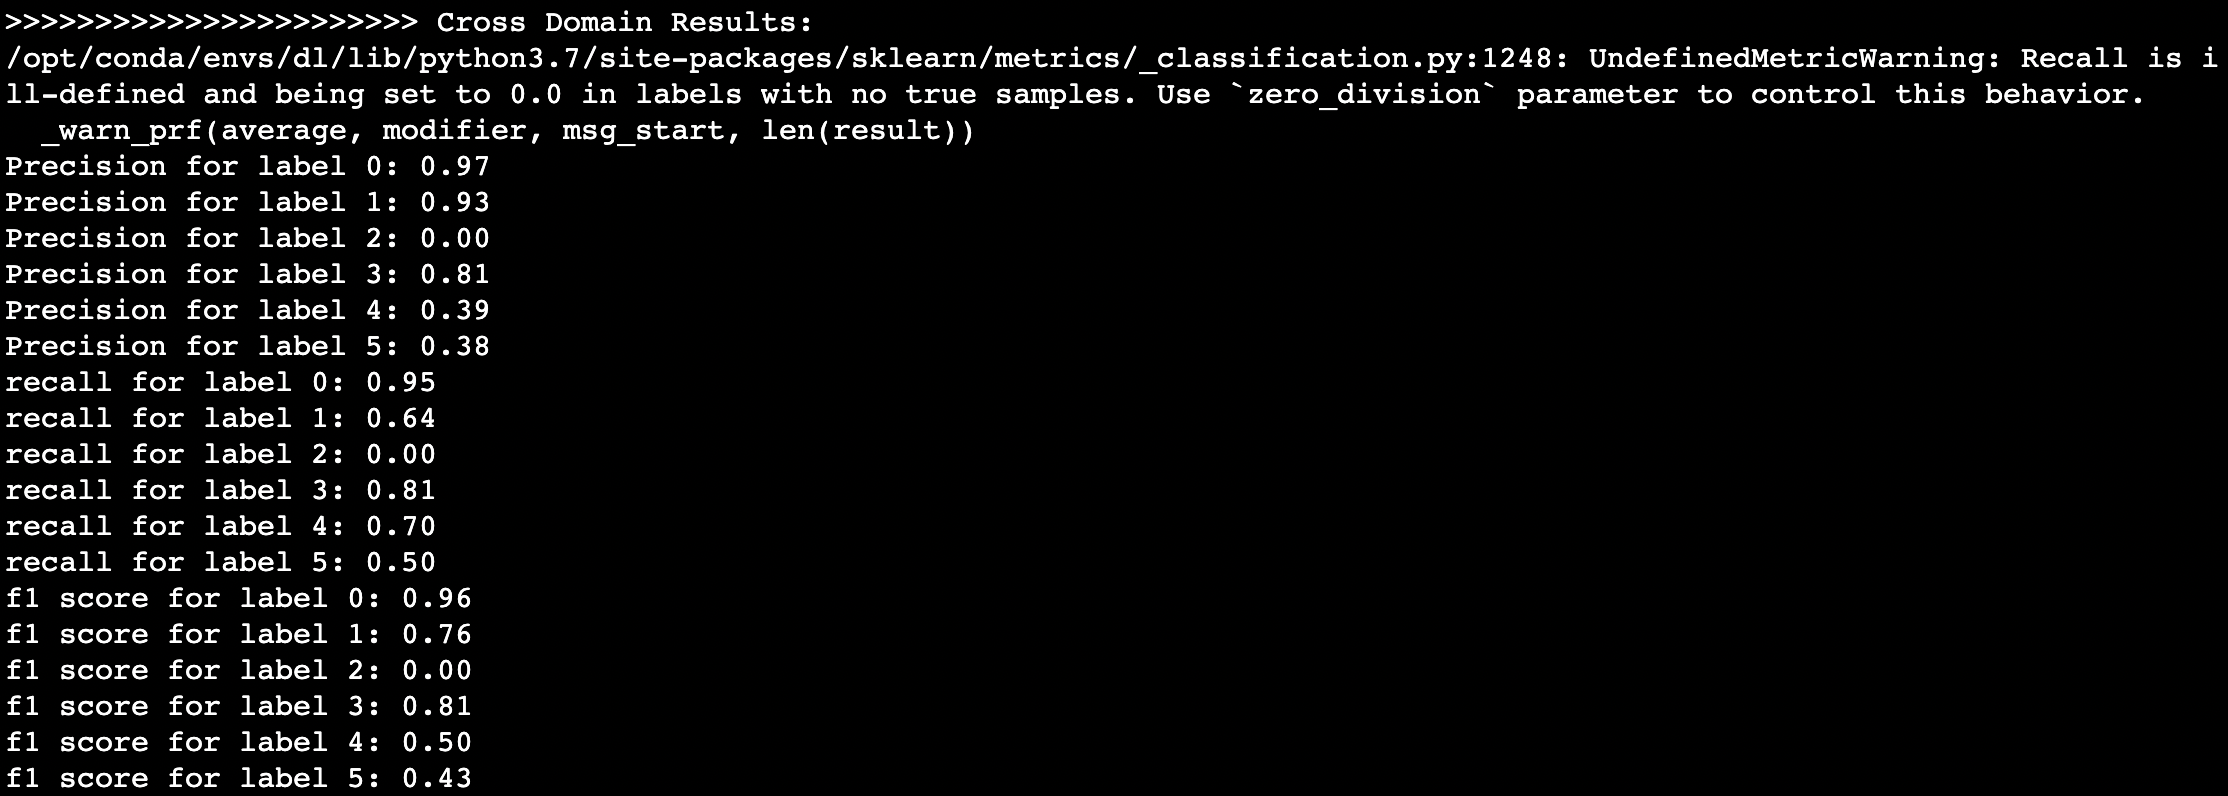 >>>>>>>>>>>>>>>>>>>>>>> Cross Domain Results:
/opt/conda/envs/dl/lib/python3.7/site-packages/sklearn/metrics/_classification.py:1248: UndefinedMetricWarning: Recall is i
ll-defined and being set to 0.0 in labels with no true samples. Use `zero_division` parameter to control this behavior.
  _warn_prf(average, modifier, msg_start, len(result))
Precision for label 0: 0.97
Precision for label 1: 0.93
Precision for label 2: 0.00
Precision for label 3: 0.81
Precision for label 4: 0.39
Precision for label 5: 0.38
recall for label 0: 0.95
recall for label 1: 0.64
recall for label 2: 0.00
recall for label 3: 0.81
recall for label 4: 0.70
recall for label 5: 0.50
f1 score for label 0: 0.96
f1 score for label 1: 0.76
f1 score for label 2: 0.00
f1 score for label 3: 0.81
f1 score for label 4: 0.50
f1 score for label 5: 0.43